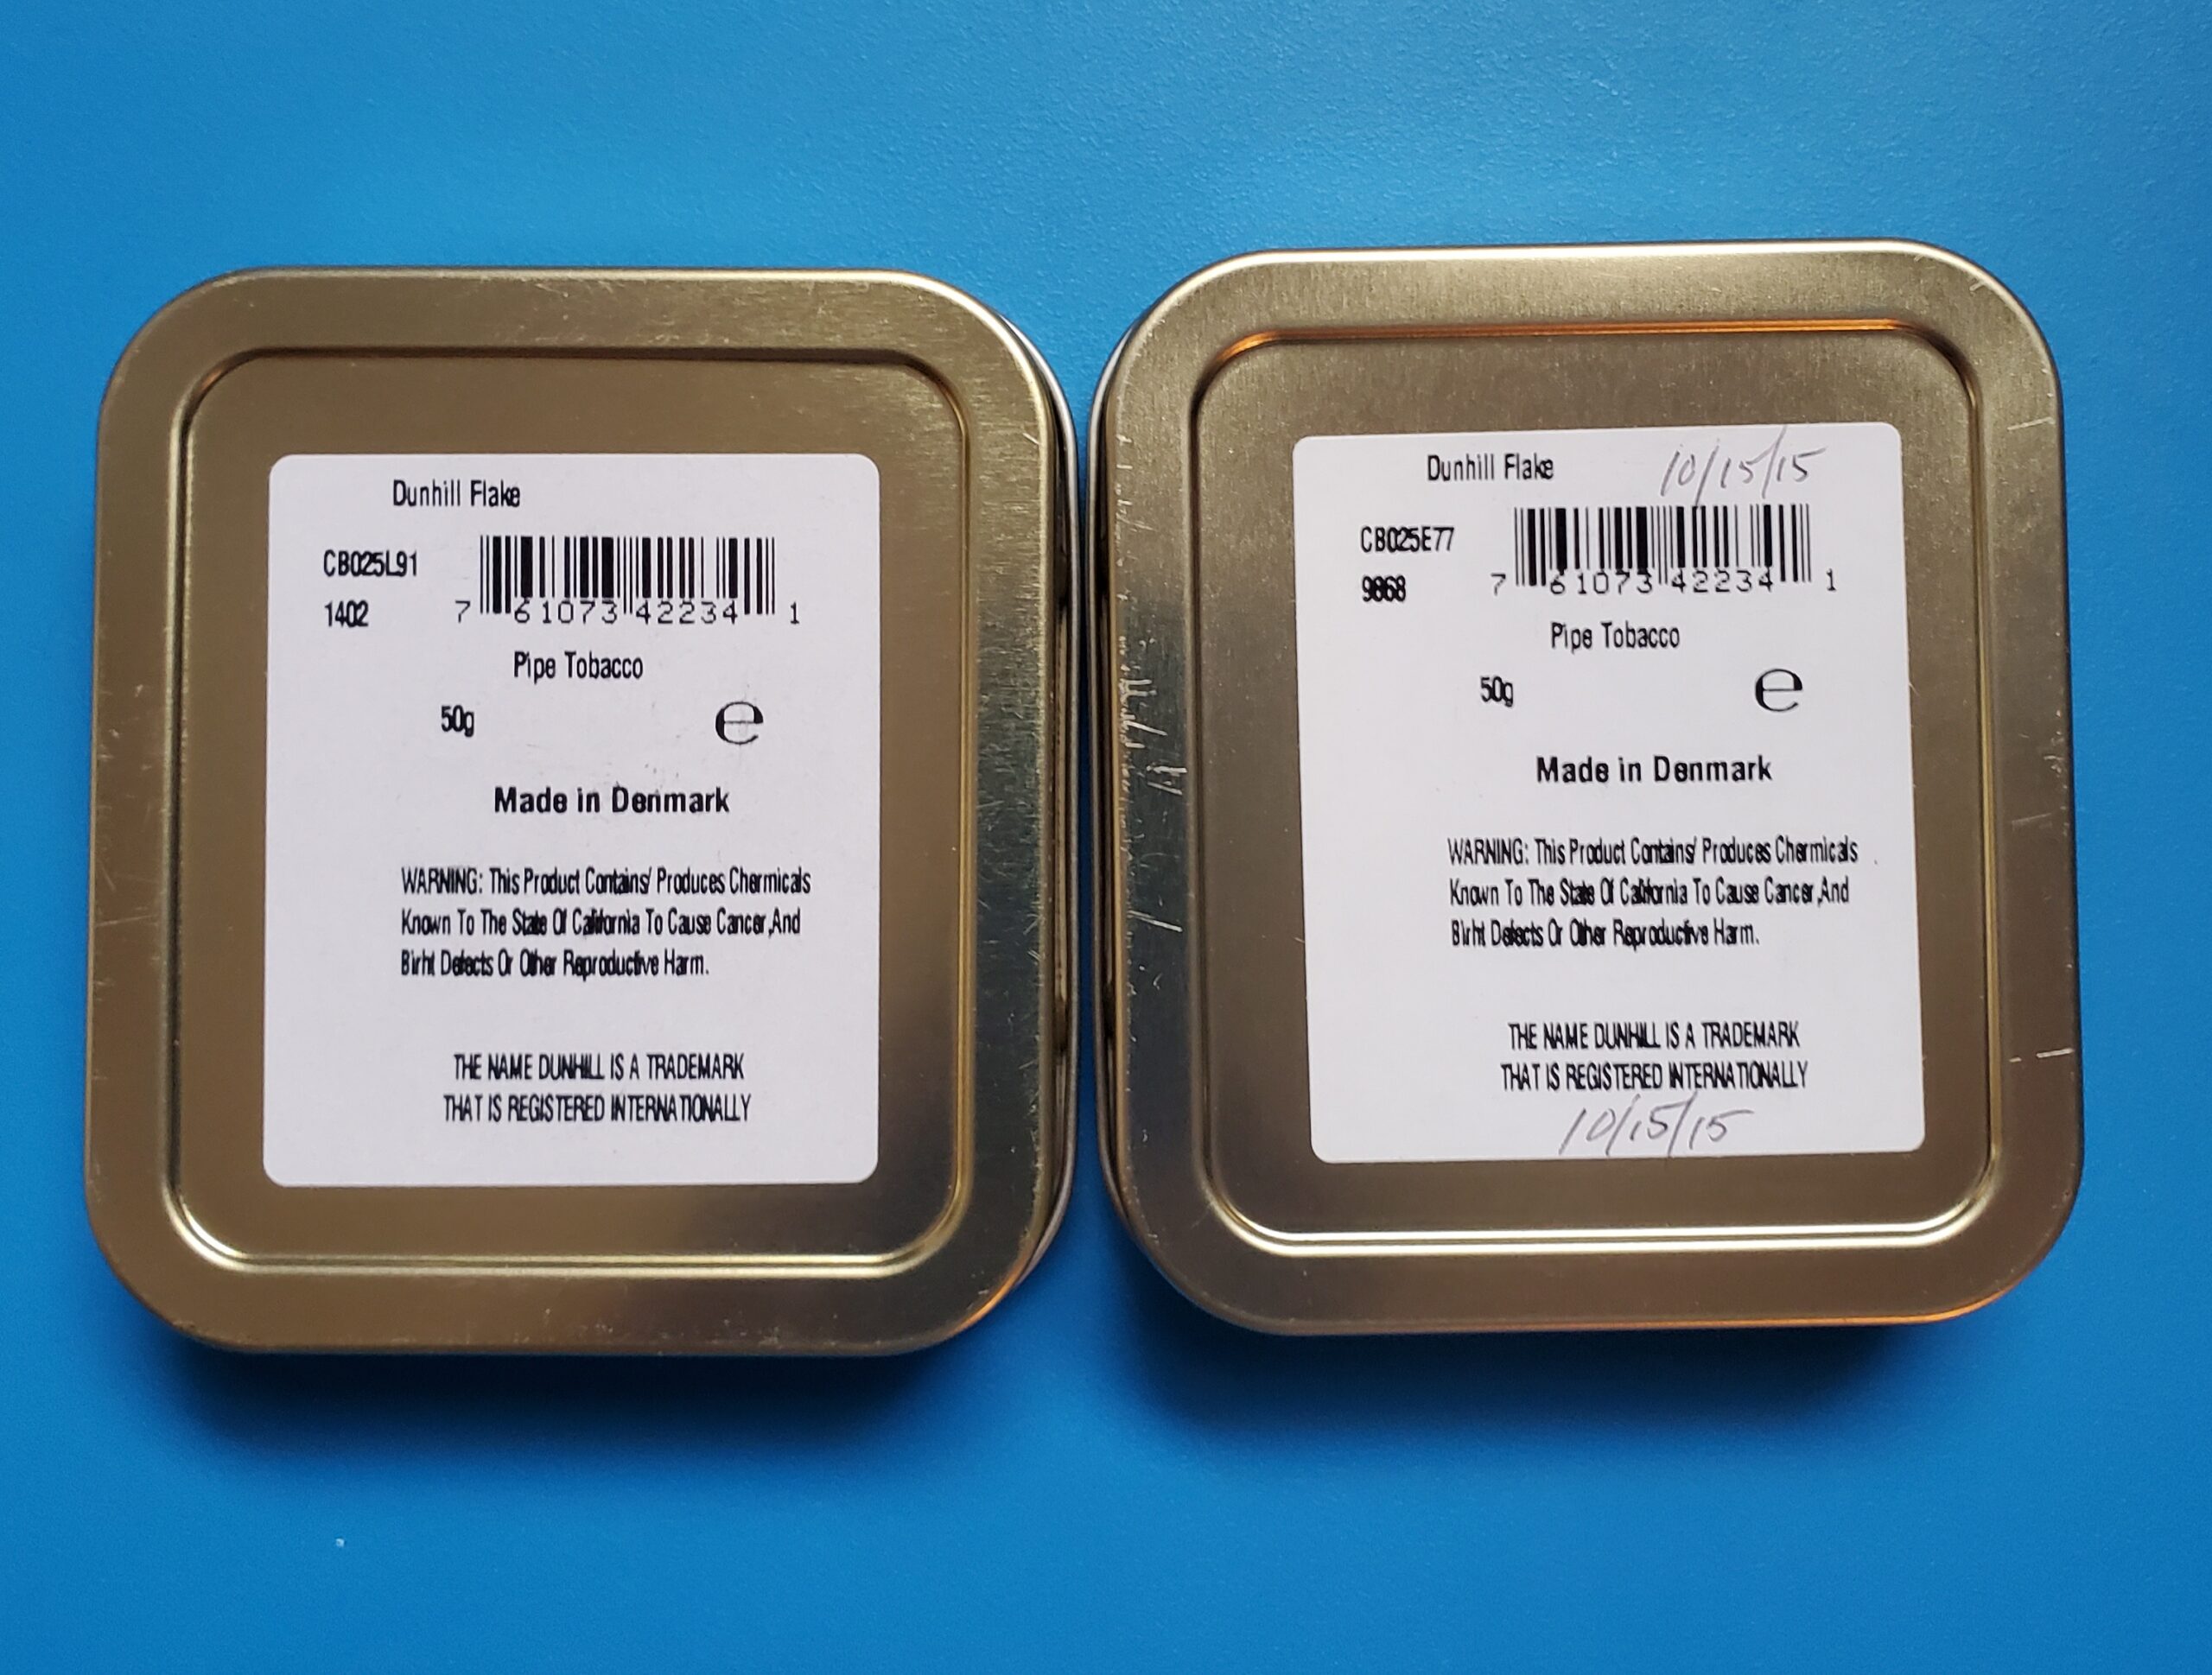 Dunhill Flake
CB025L91
1402
7 61073 42234 1
Pipe Tobacco
50g ℮
Made in Denmark
WARNING: This Product Contains/ Produces Chermicals
Known To The State Of California To Cause Cancer,And
Birht Defects Or Other Reproductive Harm.
THE NAME DUNHILL IS A TRADEMARK
THAT IS REGISTERED INTERNATIONALLY
Dunhill Flake 10/15/15
CB025E77
9868
7 61073 42234 1
Pipe Tobacco
50g ℮
Made in Denmark
WARNING: This Product Contains/ Produces Chermicals
Known To The State Of California To Cause Cancer,And
Birht Defects Or Other Reproductive Harm.
THE NAME DUNHILL IS A TRADEMARK
THAT IS REGISTERED INTERNATIONALLY
10/15/15